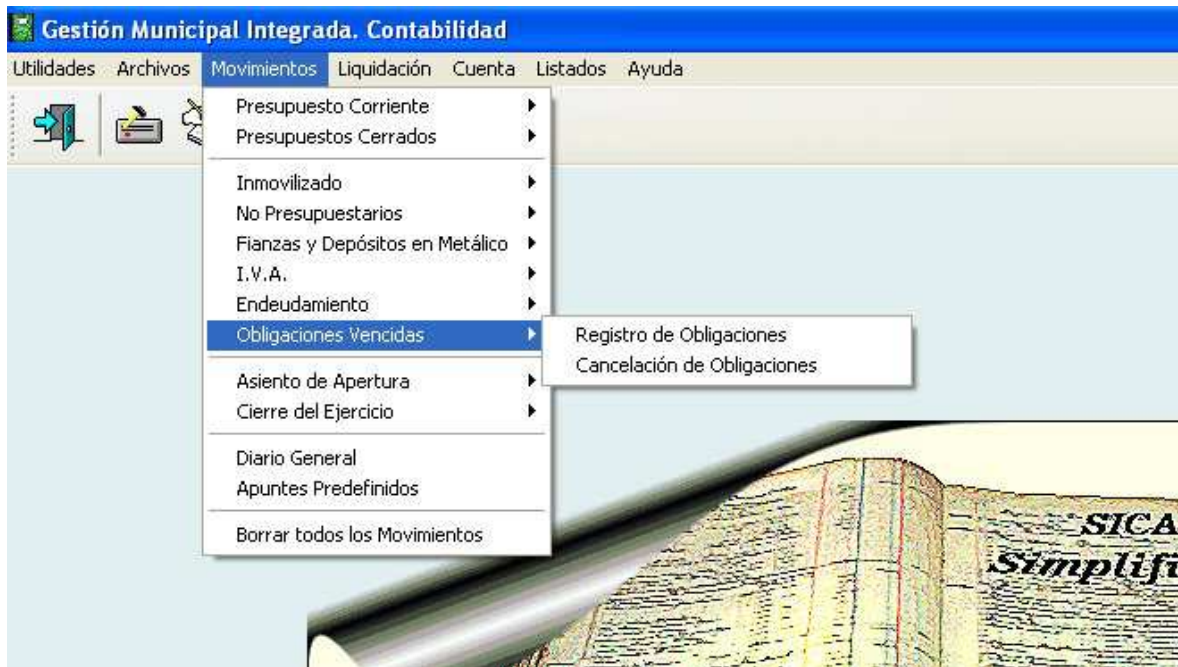 Gestión Municipal Integrada. Contabilidad
Utilidades Archivos Movimientos Liquidación Cuenta Listados Ayuda
Presupuesto Corriente
Presupuestos Cerrados
Inmovilizado
No Presupuestarios
Fianzas y Depósitos en Metálico
I.V.A.
Endeudamiento
Obligaciones Vencidas
Registro de Obligaciones
Cancelación de Obligaciones
Asiento de Apertura
Cierre del Ejercicio
Diario General
Apuntes Predefinidos
Borrar todos los Movimientos